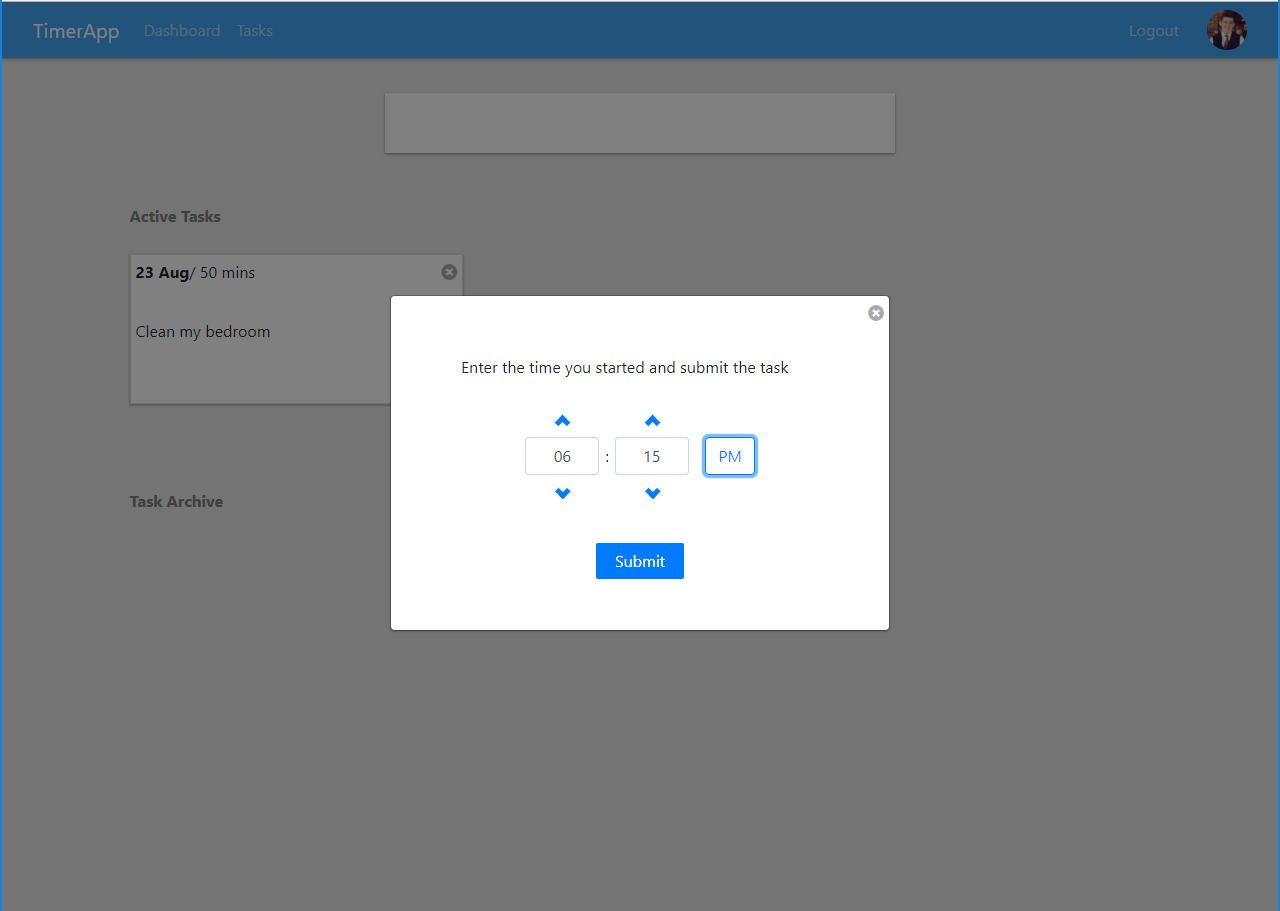 TimerApp Dashboard Tasks Logout
Active Tasks
23 Aug/ 50 mins
Clean my bedroom
Enter the time you started and submit the task
06 : 15 PM
Task Archive
Submit